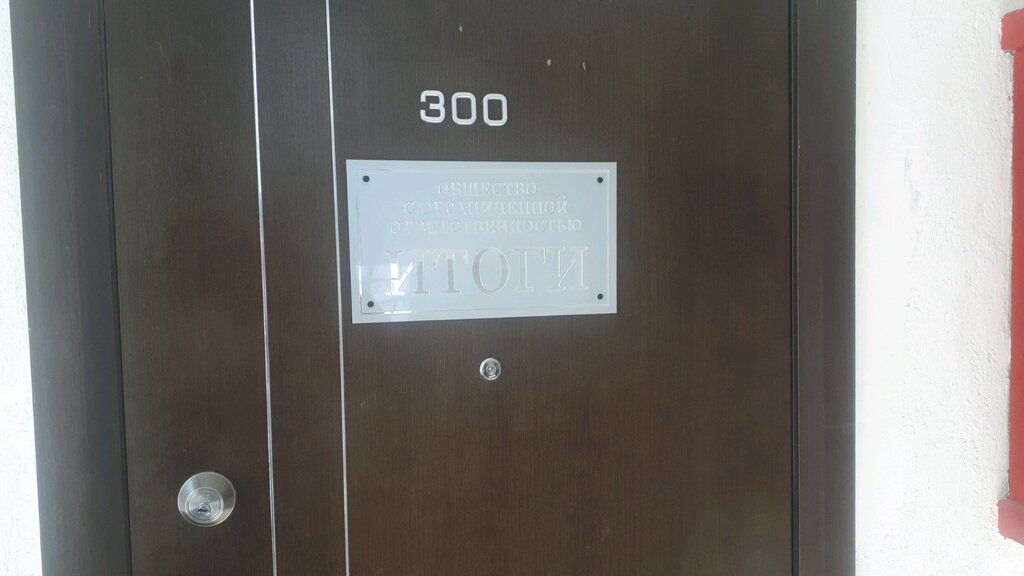 300
ОБЩЕСТВО
С ОГРАНИЧЕННОЙ
ОТВЕТСТВЕННОСТЬЮ
ИТОГИ